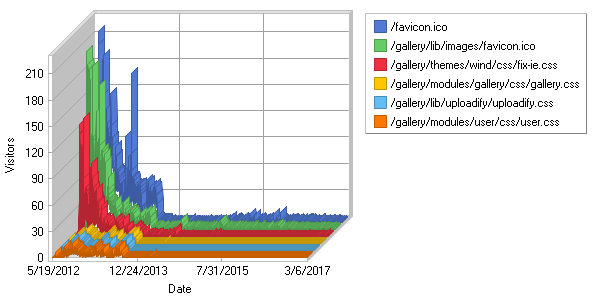 Visitors
210
180
150
120
90
60
30
0
5/19/2012 12/24/2013 7/31/2015 3/6/2017
Date
/favicon.ico
/gallery/lib/images/favicon.ico
/gallery/themes/wind/css/fix-ie.css
/gallery/modules/gallery/css/gallery.css
/gallery/lib/uploadify/uploadify.css
/gallery/modules/user/css/user.css